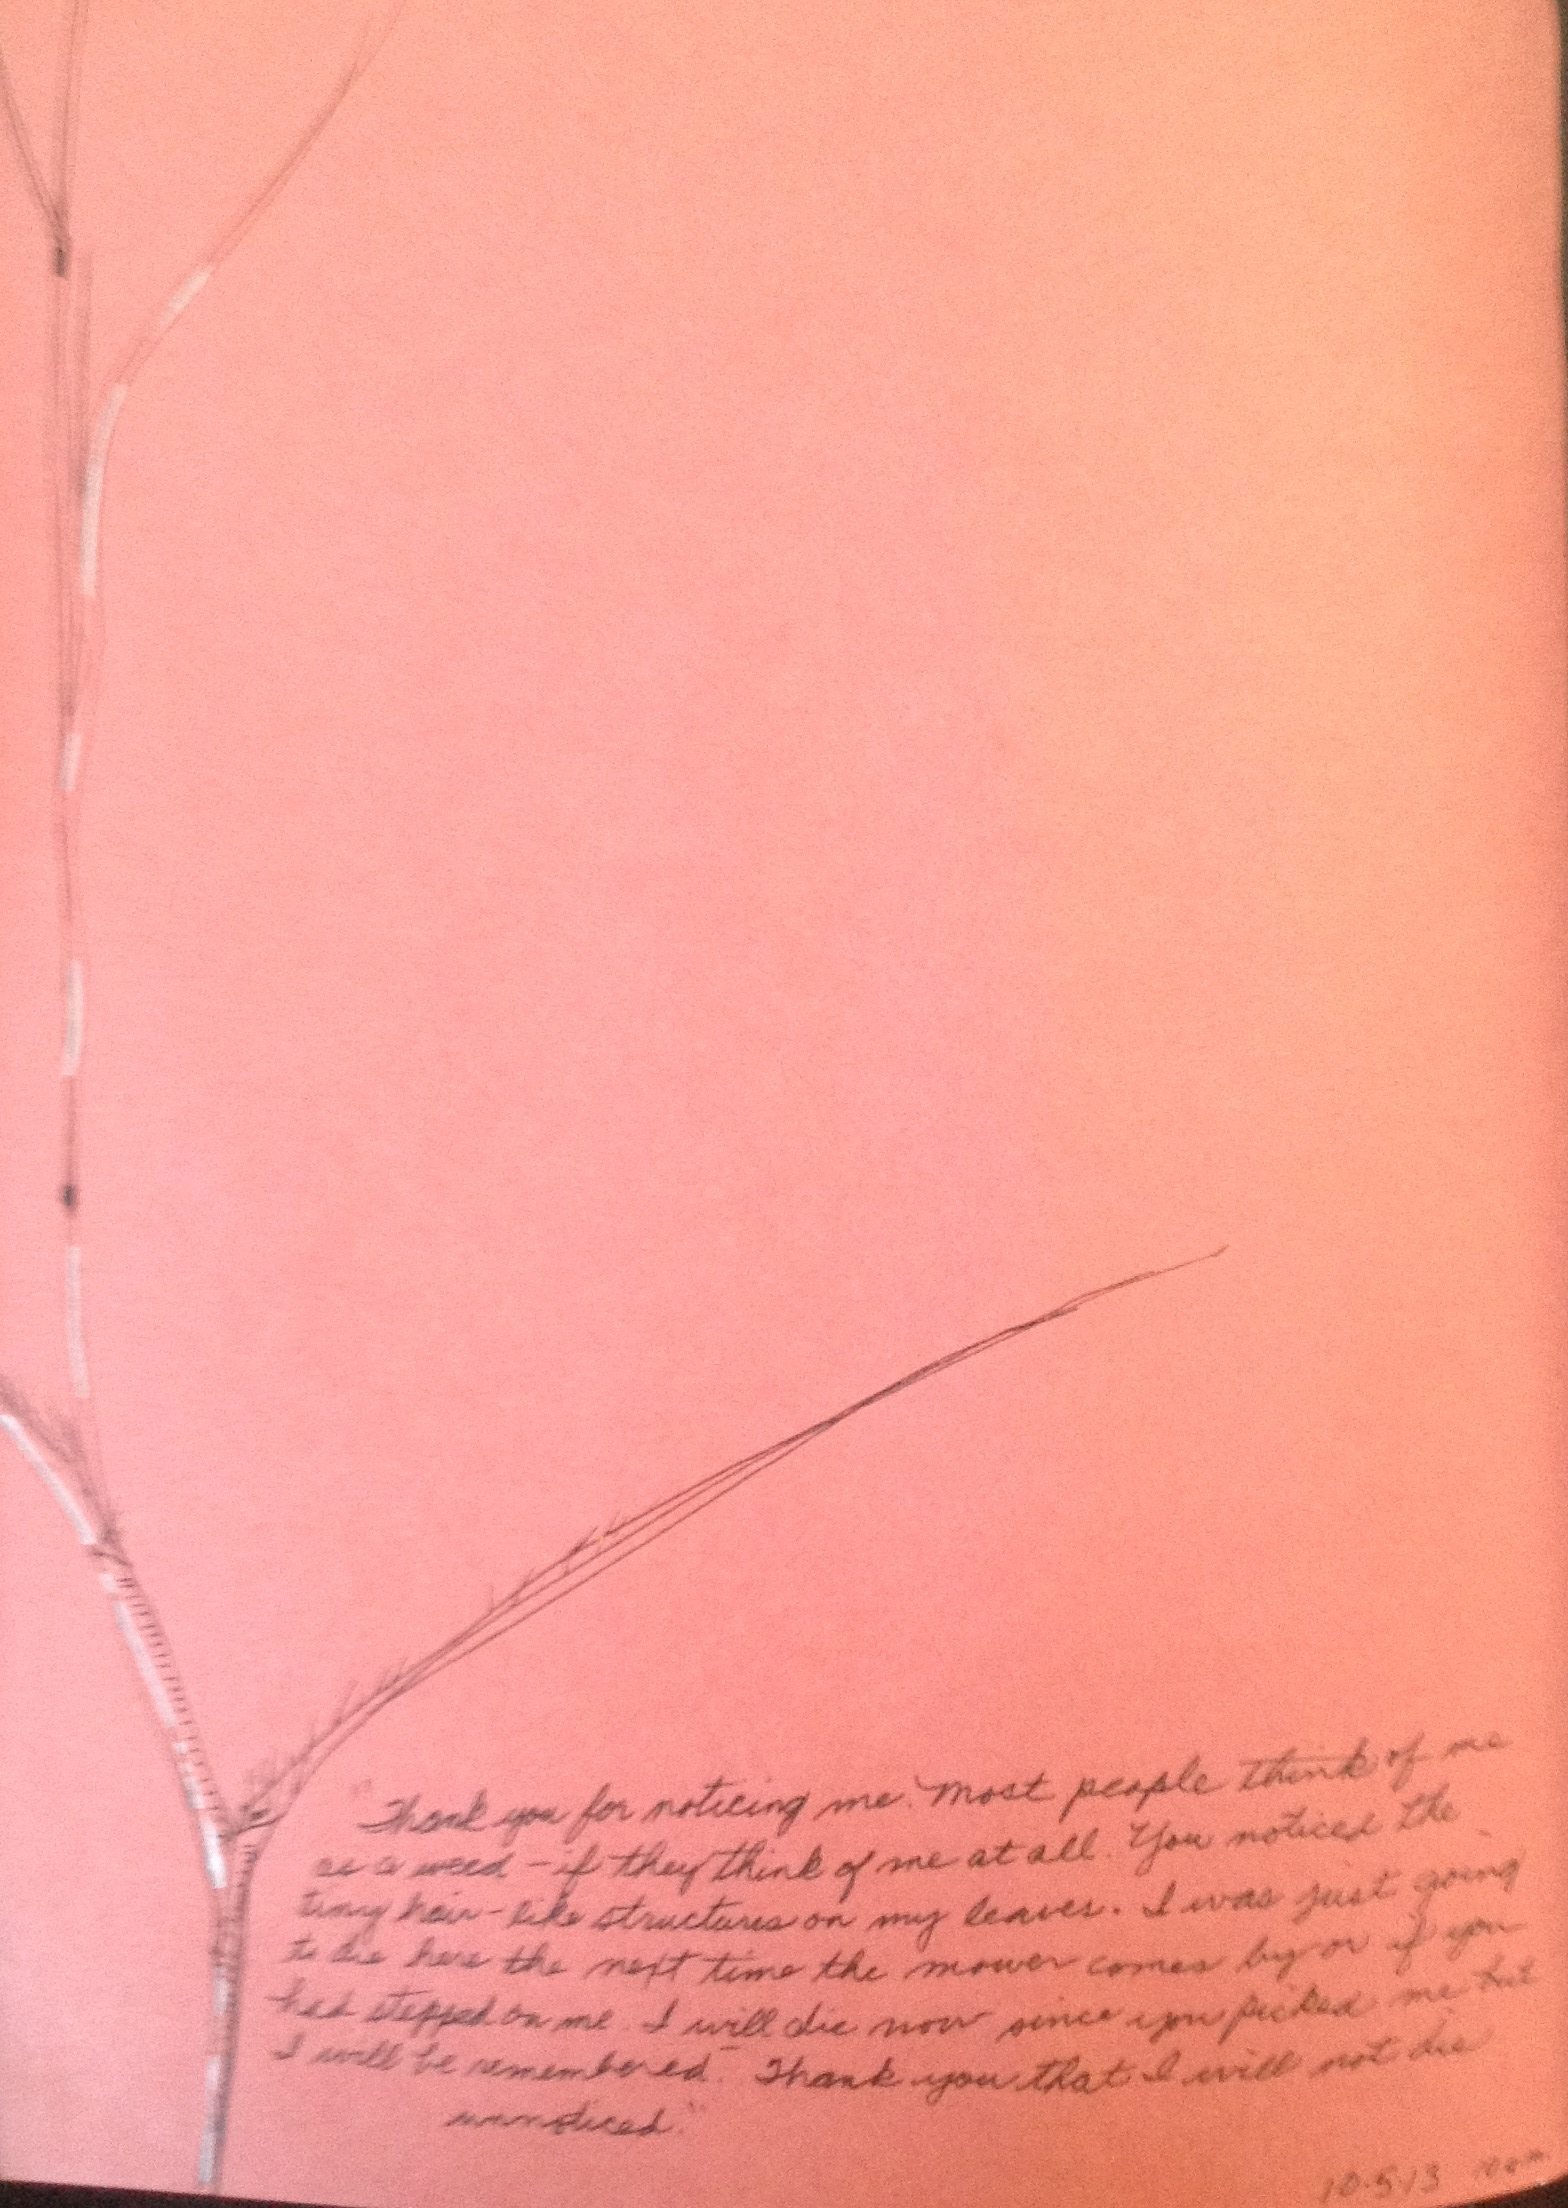 "Thank you for noticing me. Most people think of me
as a weed - if they think of me at all. You noticed the
tiny hair-like structures on my leaves. I was just going
to die here the next time the mower comes by or if you
had stepped on me. I will die now since you picked me but
I will be remembered. Thank you that I will not die
unnoticed."
10.5.13